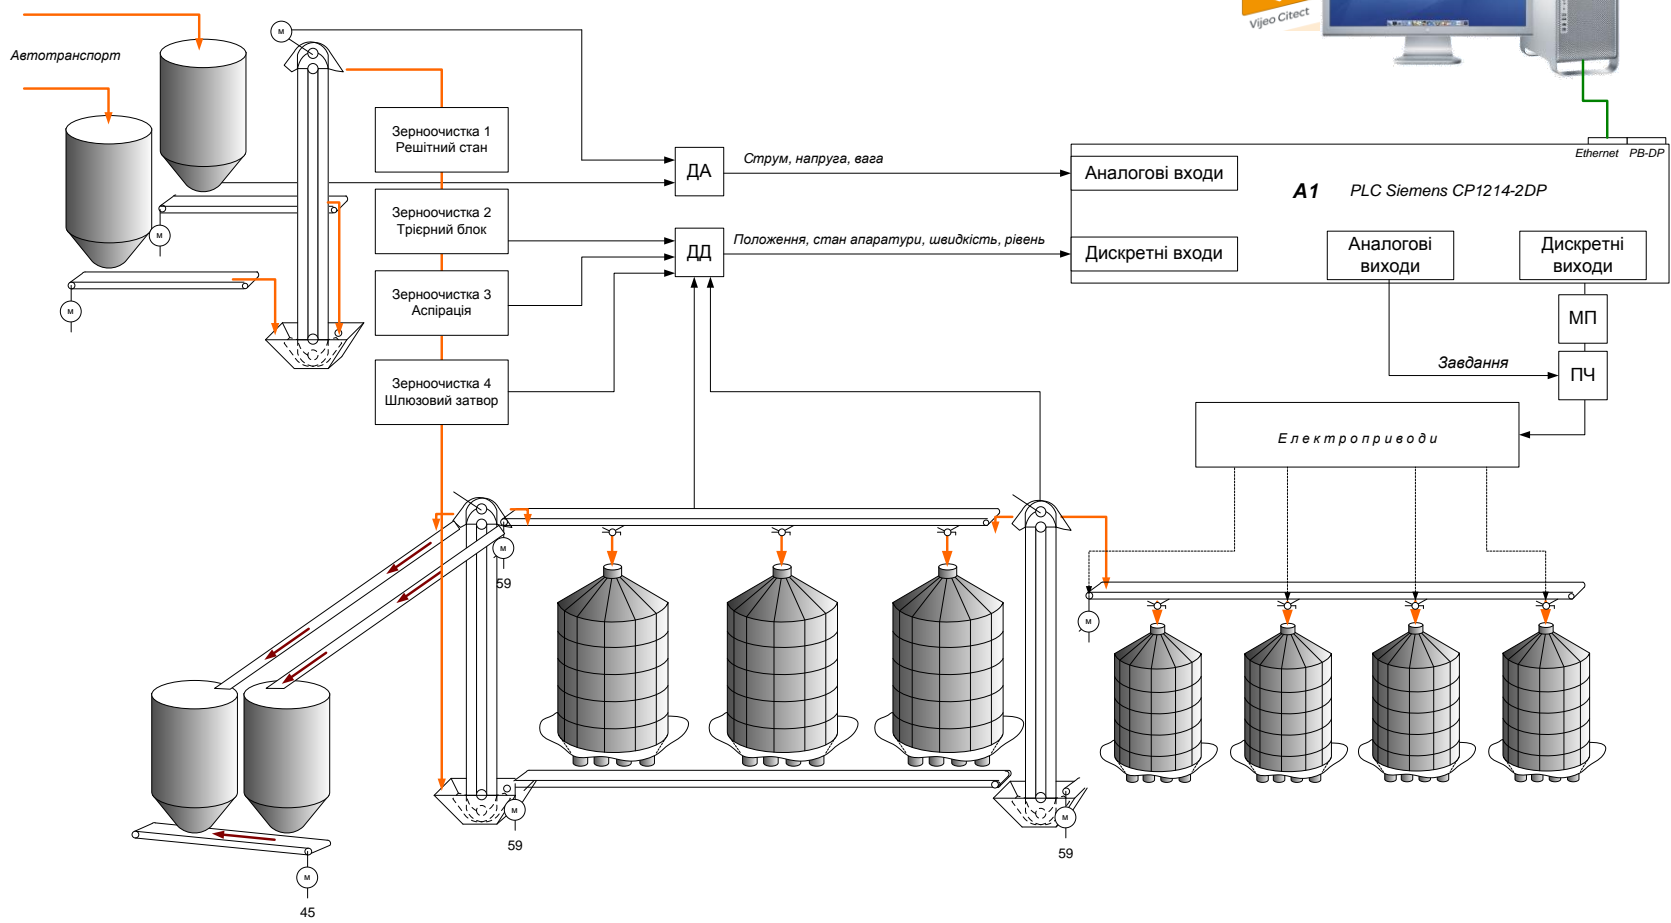 Vijeo Citect
Автотранспорт
М
Зерноочистка 1
Решітний стан
Зерноочистка 2
Трієрний блок
Зерноочистка 3
Аспірація
Зерноочистка 4
Шлюзовий затвор
М
М
ДА
Струм, напруга, вага
ДД
Положення, стан апаратури, швидкість, рівень
Ethernet PB-DP
Аналогові входи
A1 PLC Siemens CP1214-2DP
Дискретні входи
Аналогові
виходи
Дискретні
виходи
МП
Завдання
ПЧ
Електроприводи
М
59
М
М
59
М
59
М
45